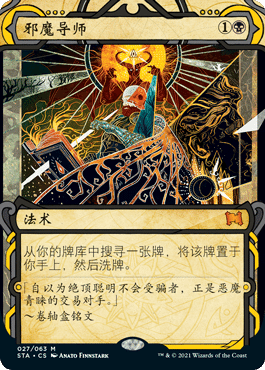 邪魔导师 1
法术
从你的牌库中搜寻一张牌，将该牌置于
你手上，然后洗牌。
「自以为绝顶聪明不会受骗者，正是恶魔
青睐的交易对手。」
～卷轴盒铭文
027/063 M
STA • CS ANATO FINNSTARK
™ & © 2021 Wizards of the Coast